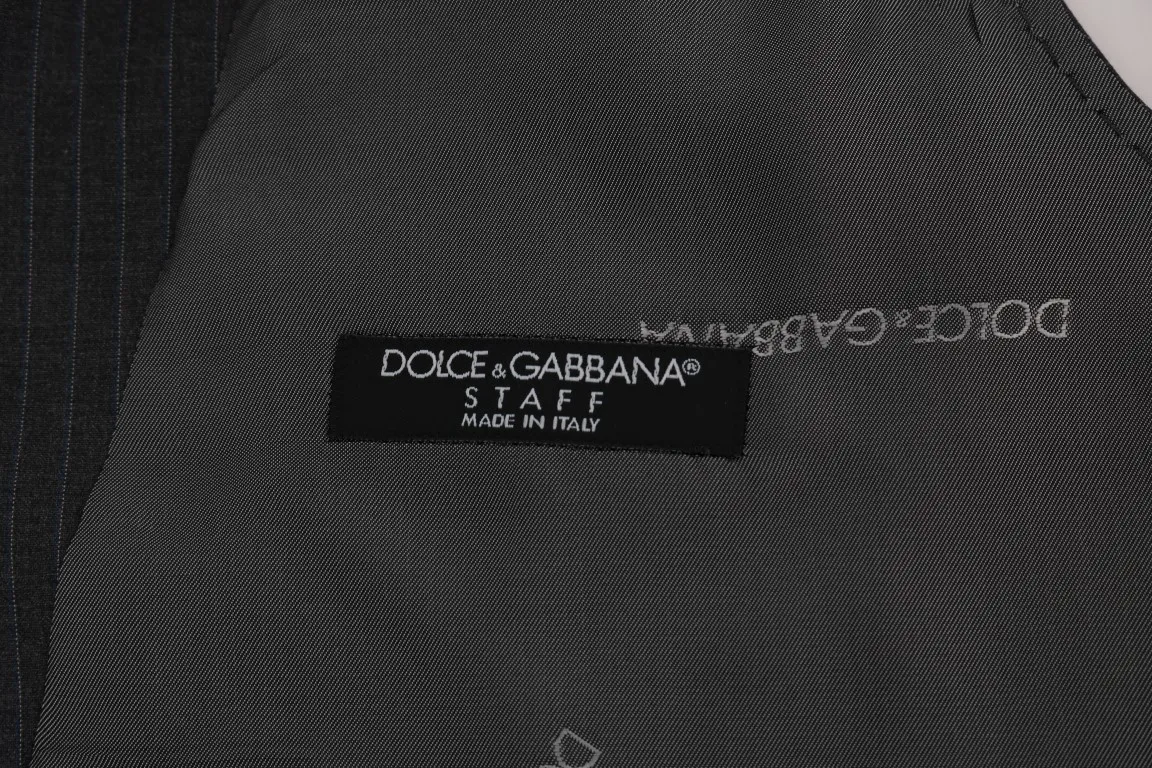 DOLCE & GABBANA
DOLCE & GABBANA®
STAFF
MADE IN ITALY